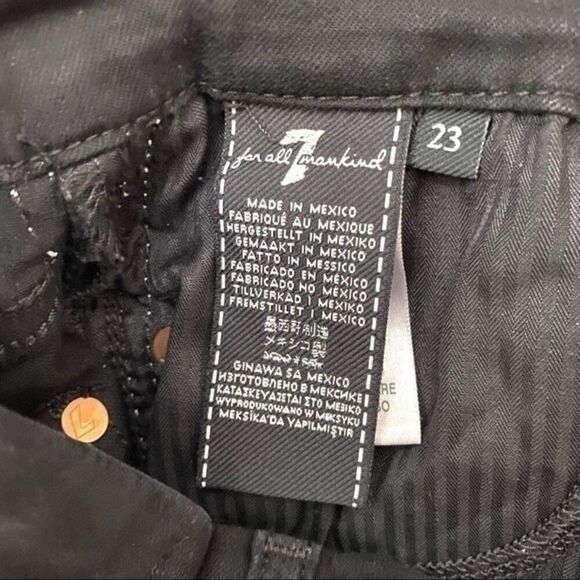 7
for all mankind
23
MADE IN MEXICO
FABRIQUÉ AU MEXIQUE
HERGESTELLT IN MEXIKO
GEMAAKT IN MEXICO
FATTO IN MESSICO
FABRICADO EN MÉXICO
FABRICADO NO MÉXICO
TILLVERKAD I MEXIKO
FREMSTILLET I MEXICO
墨西哥制造
メキシコ製
GINAWA SA MEXICO
ИЗГОТОВЛЕНО В МЕКСИКЕ
ΚΑΤΑΣΚΕΥΑΖΕΤΑΙ ΣΤΟ ΜΕΞΙΚΟ
WYPRODUKOWANO W MEKSYKU
MEKSİKA'DA YAPILMIŞTIR
L